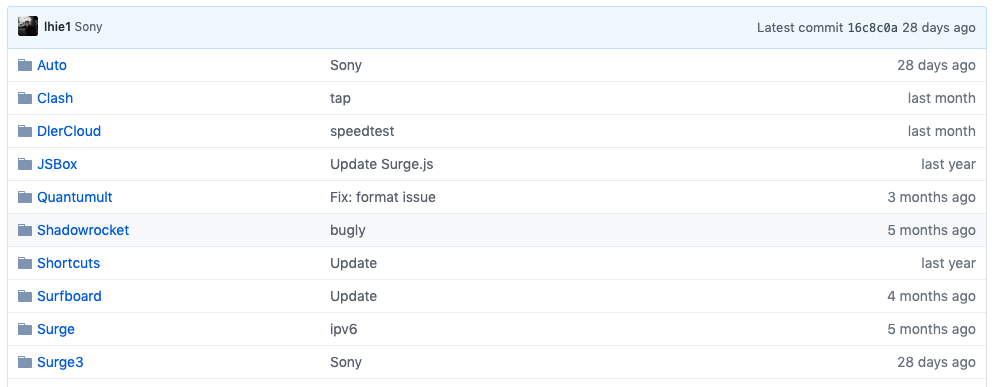 lhie1 Sony Latest commit 16c8c0a 28 days ago
Auto Sony 28 days ago
Clash tap last month
DlerCloud speedtest last month
JSBox Update Surge.js last year
Quantumult Fix: format issue 3 months ago
Shadowrocket bugly 5 months ago
Shortcuts Update last year
Surfboard Update 4 months ago
Surge ipv6 5 months ago
Surge3 Sony 28 days ago